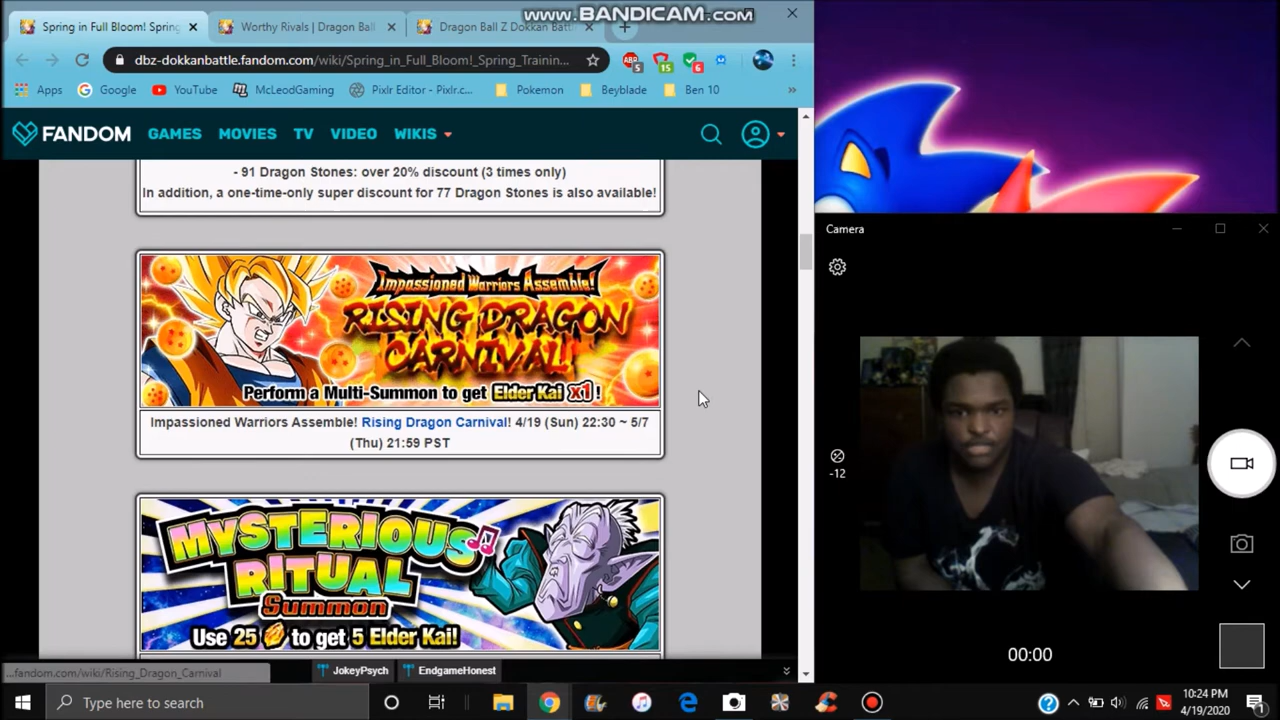 www.BANDICAM.com
Spring in Full Bloom! Spring
Worthy Rivals | Dragon Ball
Dragon Ball Z Dokkan Battl
dbz-dokkanbattle.fandom.com/wiki/Spring_in_Full_Bloom!_Spring_Trainin...
ABP
5
15
6
Apps
Google
YouTube
McLeodGaming
Pixlr Editor - Pixlr.c...
Pokemon
Beyblade
Ben 10
»
FANDOM
GAMES
MOVIES
TV
VIDEO
WIKIS
- 91 Dragon Stones: over 20% discount (3 times only)
In addition, a one-time-only super discount for 77 Dragon Stones is also available!
Impassioned Warriors Assemble!
RISING DRAGON
CARNIVAL!
Perform a Multi-Summon to get Elder Kai x1!
Impassioned Warriors Assemble! Rising Dragon Carnival! 4/19 (Sun) 22:30 ~ 5/7
(Thu) 21:59 PST
MYSTERIOUS
RITUAL
Summon
Use 25 to get 5 Elder Kai!
...fandom.com/wiki/Rising_Dragon_Carnival
JokeyPsych
EndgameHonest
Camera
-12
00:00
Type here to search
10:24 PM
4/19/2020
1